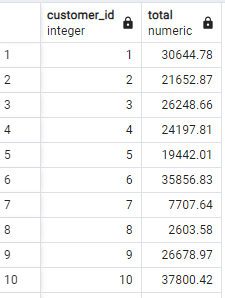 customer_id total
integer numeric
1 1 30644.78
2 2 21652.87
3 3 26248.66
4 4 24197.81
5 5 19442.01
6 6 35856.83
7 7 7707.64
8 8 2603.58
9 9 26678.97
10 10 37800.42